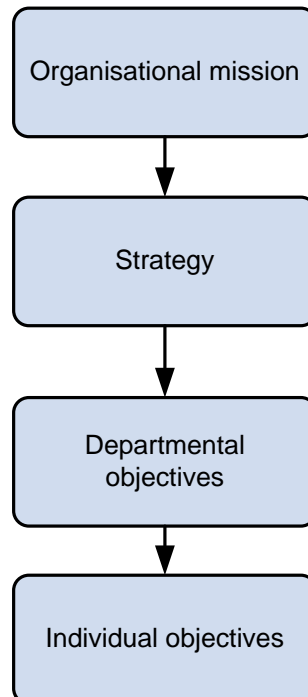 Organisational mission
Strategy
Departmental
objectives
Individual objectives